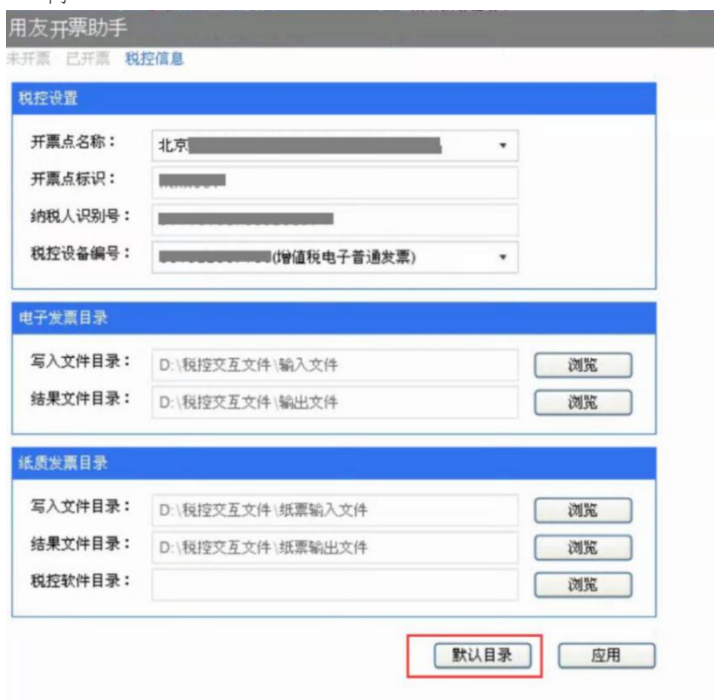 用友开票助手
未开票 已开票 税控信息
税控设置
开票点名称： 北京
开票点标识：
纳税人识别号：
税控设备编号： (增值税电子普通发票)
电子发票目录
写入文件目录： D:\税控交互文件\输入文件 浏览
结果文件目录： D:\税控交互文件\输出文件 浏览
纸质发票目录
写入文件目录： D:\税控交互文件\纸票输入文件 浏览
结果文件目录： D:\税控交互文件\纸票输出文件 浏览
税控软件目录： 浏览
默认目录 应用